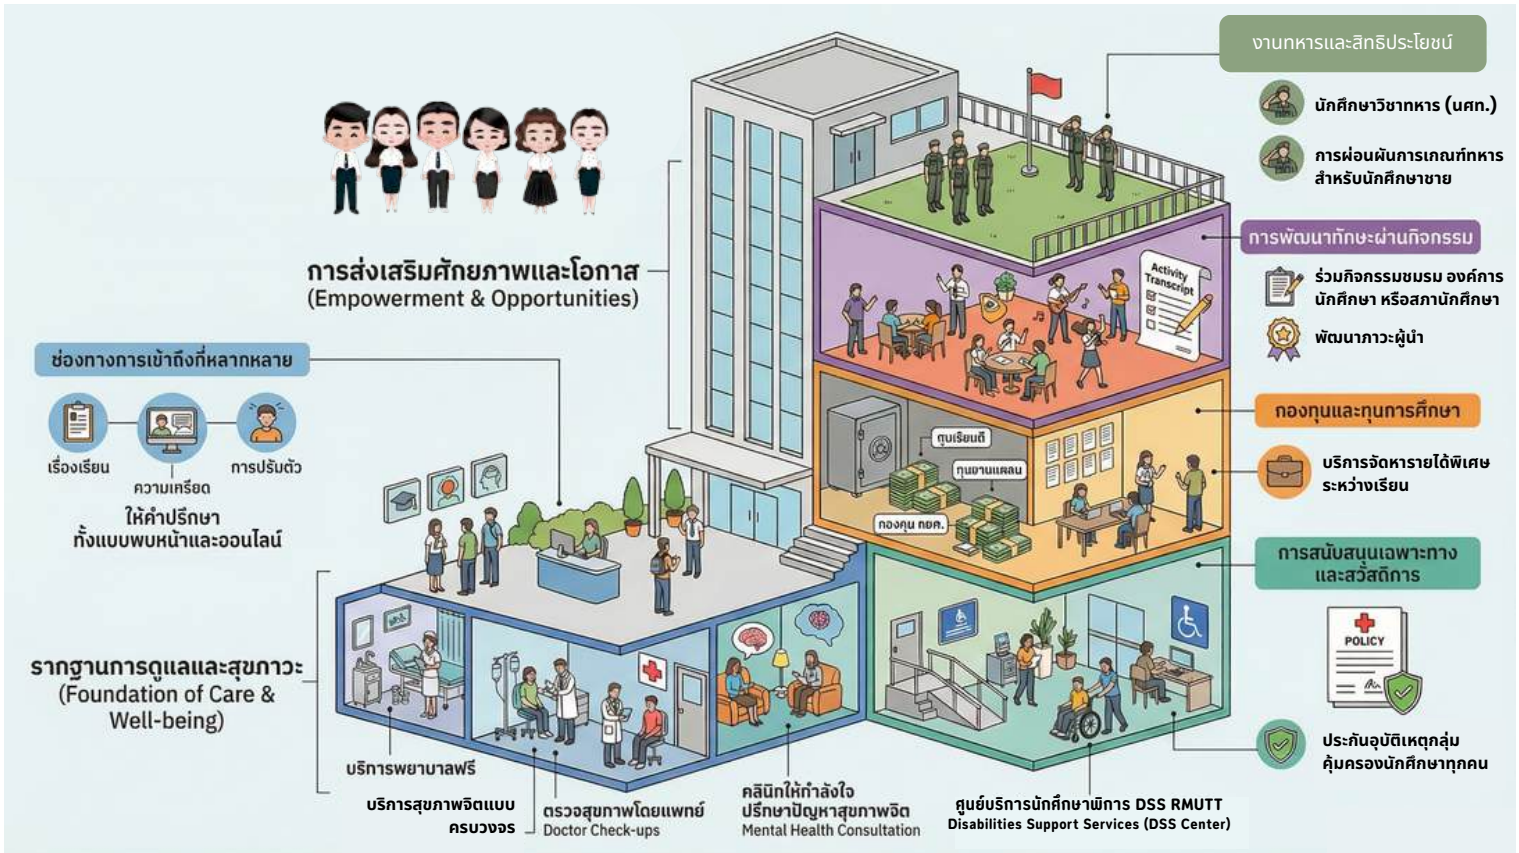 งานทหารและสิทธิประโยชน์
นักศึกษาวิชาทหาร (นศท.)
การผ่อนผันการเกณฑ์ทหาร
สำหรับนักศึกษาชาย
การส่งเสริมศักยภาพและโอกาส
(Empowerment & Opportunities)
การพัฒนาทักษะผ่านกิจกรรม
Activity
Transcript
ร่วมกิจกรรมชมรม องค์การ
นักศึกษา หรือสภานักศึกษา
พัฒนาภาวะผู้นำ
ช่องทางการเข้าถึงที่หลากหลาย
เรื่องเรียน
ความเครียด
การปรับตัว
ให้คำปรึกษา
ทั้งแบบพบหน้าและออนไลน์
กองทุนและทุนการศึกษา
บริการจัดหารายได้พิเศษ
ระหว่างเรียน
กองทุน กยศ.
การสนับสนุนเฉพาะทาง
และสวัสดิการ
POLICY
ประกันอุบัติเหตุกลุ่ม
คุ้มครองนักศึกษาทุกคน
รากฐานการดูแลและสุขภาวะ
(Foundation of Care &
Well-being)
บริการพยาบาลฟรี
บริการสุขภาพจิตแบบ
ครบวงจร
ตรวจสุขภาพโดยแพทย์
Doctor Check-ups
คลินิกให้กำลังใจ
ปรึกษาปัญหาสุขภาพจิต
Mental Health Consultation
ศูนย์บริการนักศึกษาพิการ DSS RMUTT
Disabilities Support Services (DSS Center)